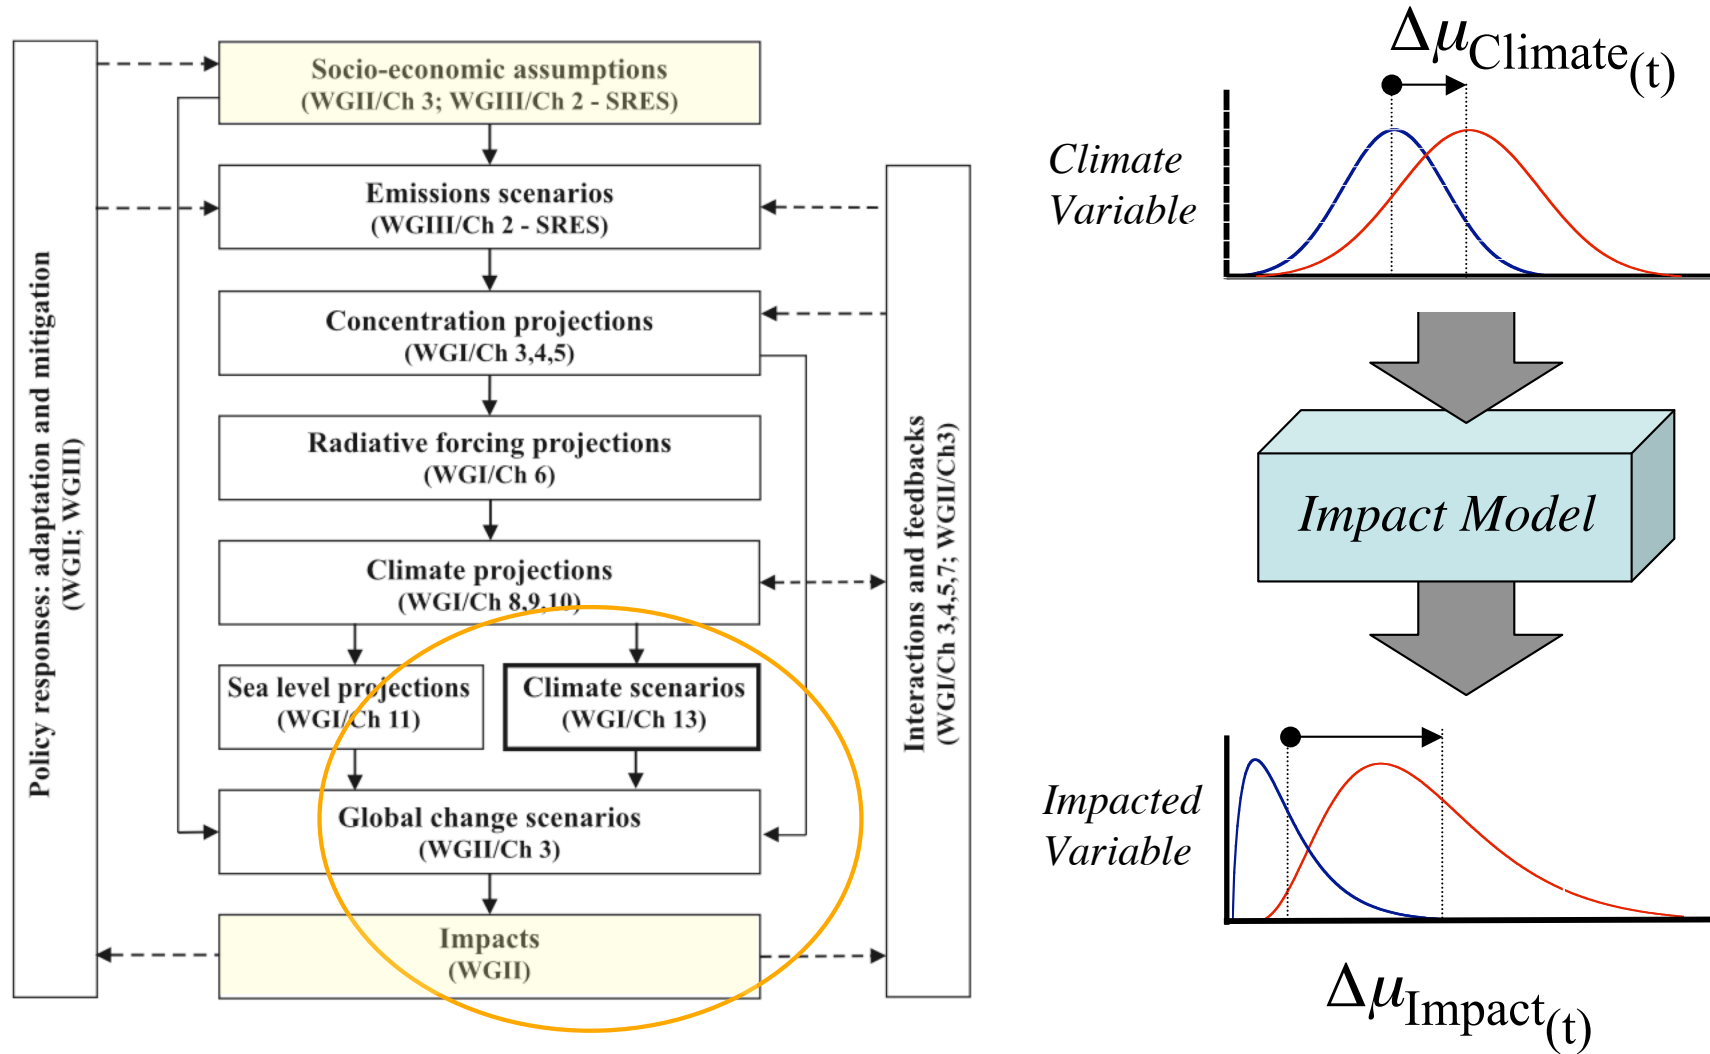 Policy responses: adaptation and mitigation
(WGII; WGIII)
Socio-economic assumptions
(WGII/Ch 3; WGIII/Ch 2 - SRES)
Emissions scenarios
(WGIII/Ch 2 - SRES)
Concentration projections
(WGI/Ch 3,4,5)
Radiative forcing projections
(WGI/Ch 6)
Climate projections
(WGI/Ch 8,9,10)
Sea level projections
(WGI/Ch 11)
Climate scenarios
(WGI/Ch 13)
Global change scenarios
(WGII/Ch 3)
Impacts
(WGII)
Interactions and feedbacks
(WGI/Ch 3,4,5,7; WGII/Ch3)
Δμ Climate(t)
Climate
Variable
Impact Model
Impacted
Variable
Δμ Impact(t)